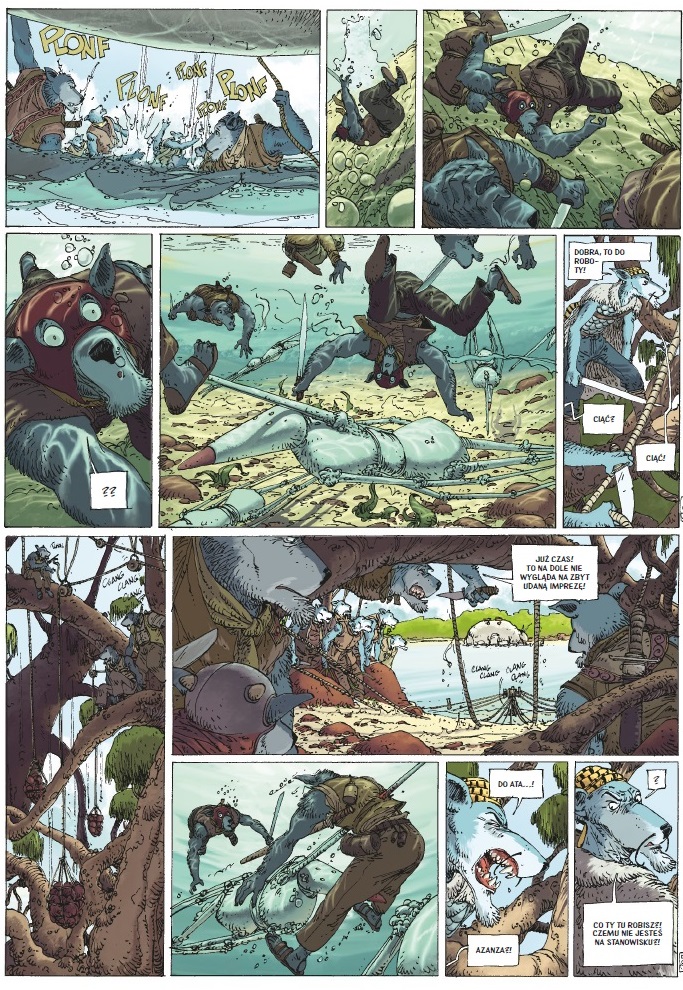 PLONF
PLONF
PLONF
PLONF
PLONF
??
DOBRA, TO DO
ROBO-
TY!
CIĄĆ?
CIĄĆ!
CLANG
CLANG
CLANG
JUŻ CZAS!
TO NA DOLE NIE
WYGLĄDA NA ZBYT
UDANĄ IMPREZĘ!
CLANG
CLANG
CLANG
CLANG
DO ATA...!
AZANZA?!
?
CO TY TU ROBISZ?!
CZEMU NIE JESTEŚ
NA STANOWISKU?!